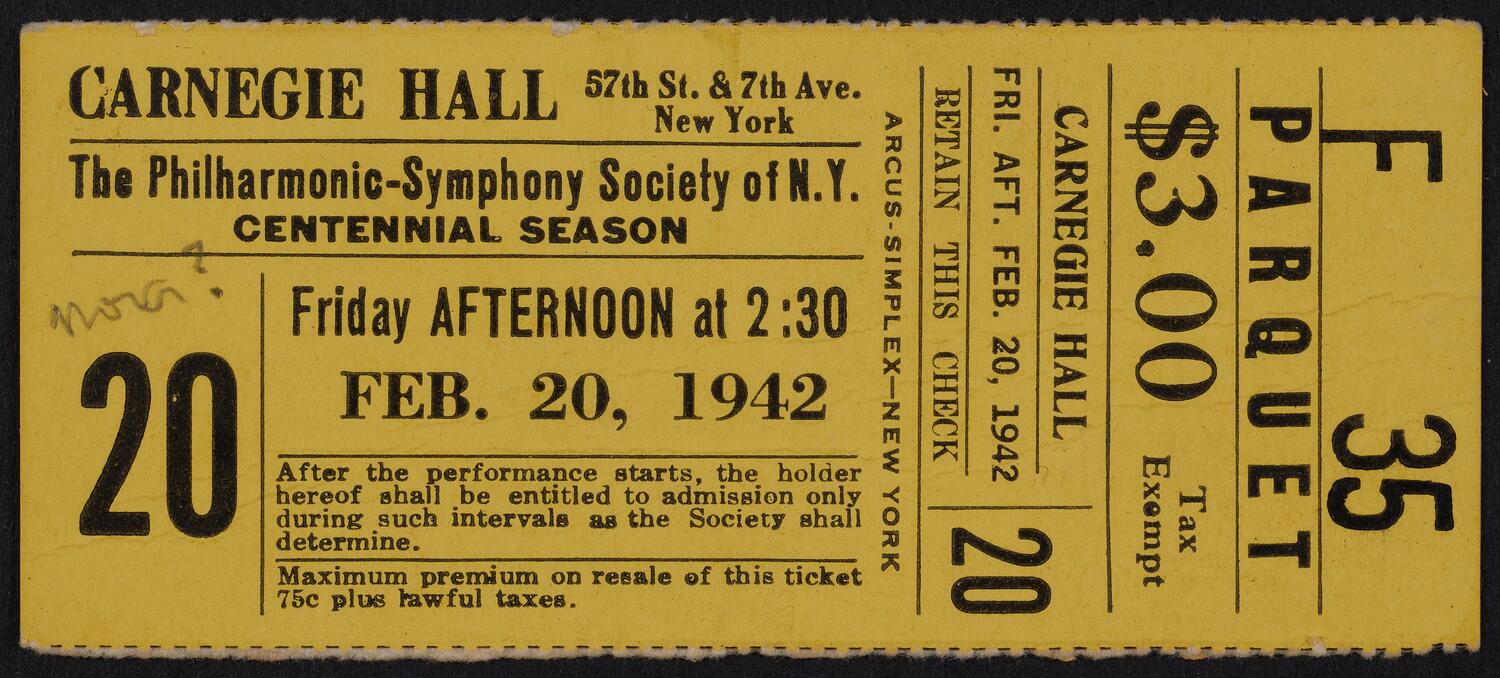 CARNEGIE HALL
57th St. & 7th Ave.
New York
The Philharmonic-Symphony Society of N.Y.
CENTENNIAL SEASON
20
Friday AFTERNOON at 2:30
FEB. 20, 1942
After the performance starts, the holder
hereof shall be entitled to admission only
during such intervals as the Society shall
determine.
Maximum premium on resale of this ticket
75c plus lawful taxes.
ARCUS-SIMPLEX—NEW YORK
RETAIN THIS CHECK
FRI. AFT. FEB. 20, 1942
CARNEGIE HALL
20
$3.00
Tax
Exempt
PARQUET
F 35